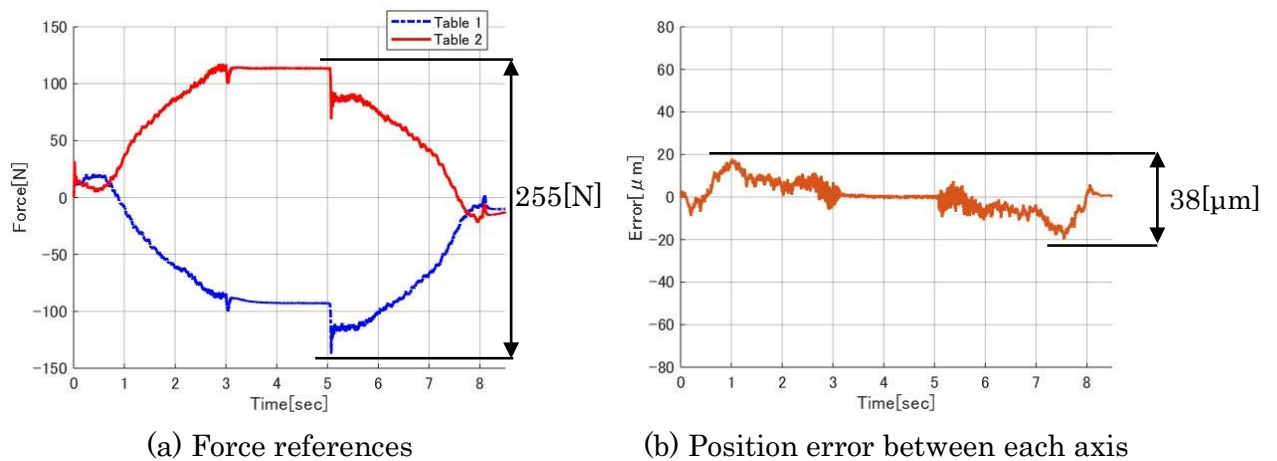 Table 1
Table 2
150
100
50
0
−50
−100
−150
Force[N]
0 1 2 3 4 5 6 7 8
Time[sec]
255[N]
(a) Force references
80
60
40
20
0
−20
−40
−60
−80
Error[μm]
0 1 2 3 4 5 6 7 8
Time[sec]
38[µm]
(b) Position error between each axis